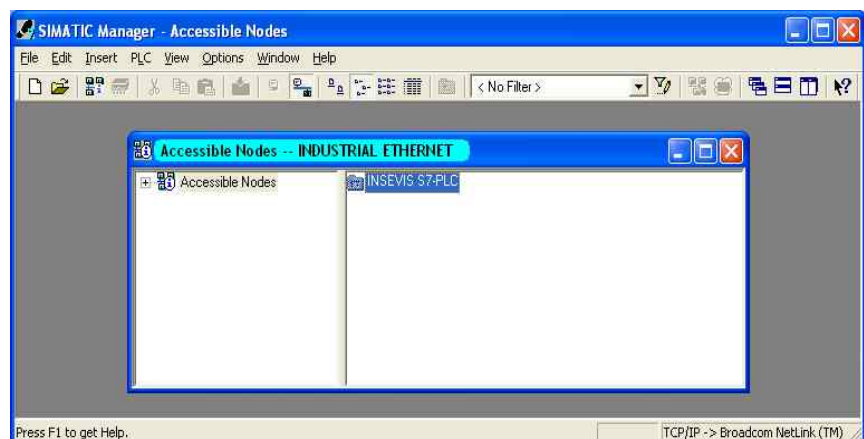 SIMATIC Manager - Accessible Nodes
File Edit Insert PLC View Options Window Help
< No Filter >
Accessible Nodes -- INDUSTRIAL ETHERNET
Accessible Nodes
INSEVIS S7-PLC
Press F1 to get Help.
TCP/IP -> Broadcom NetLink (TM)